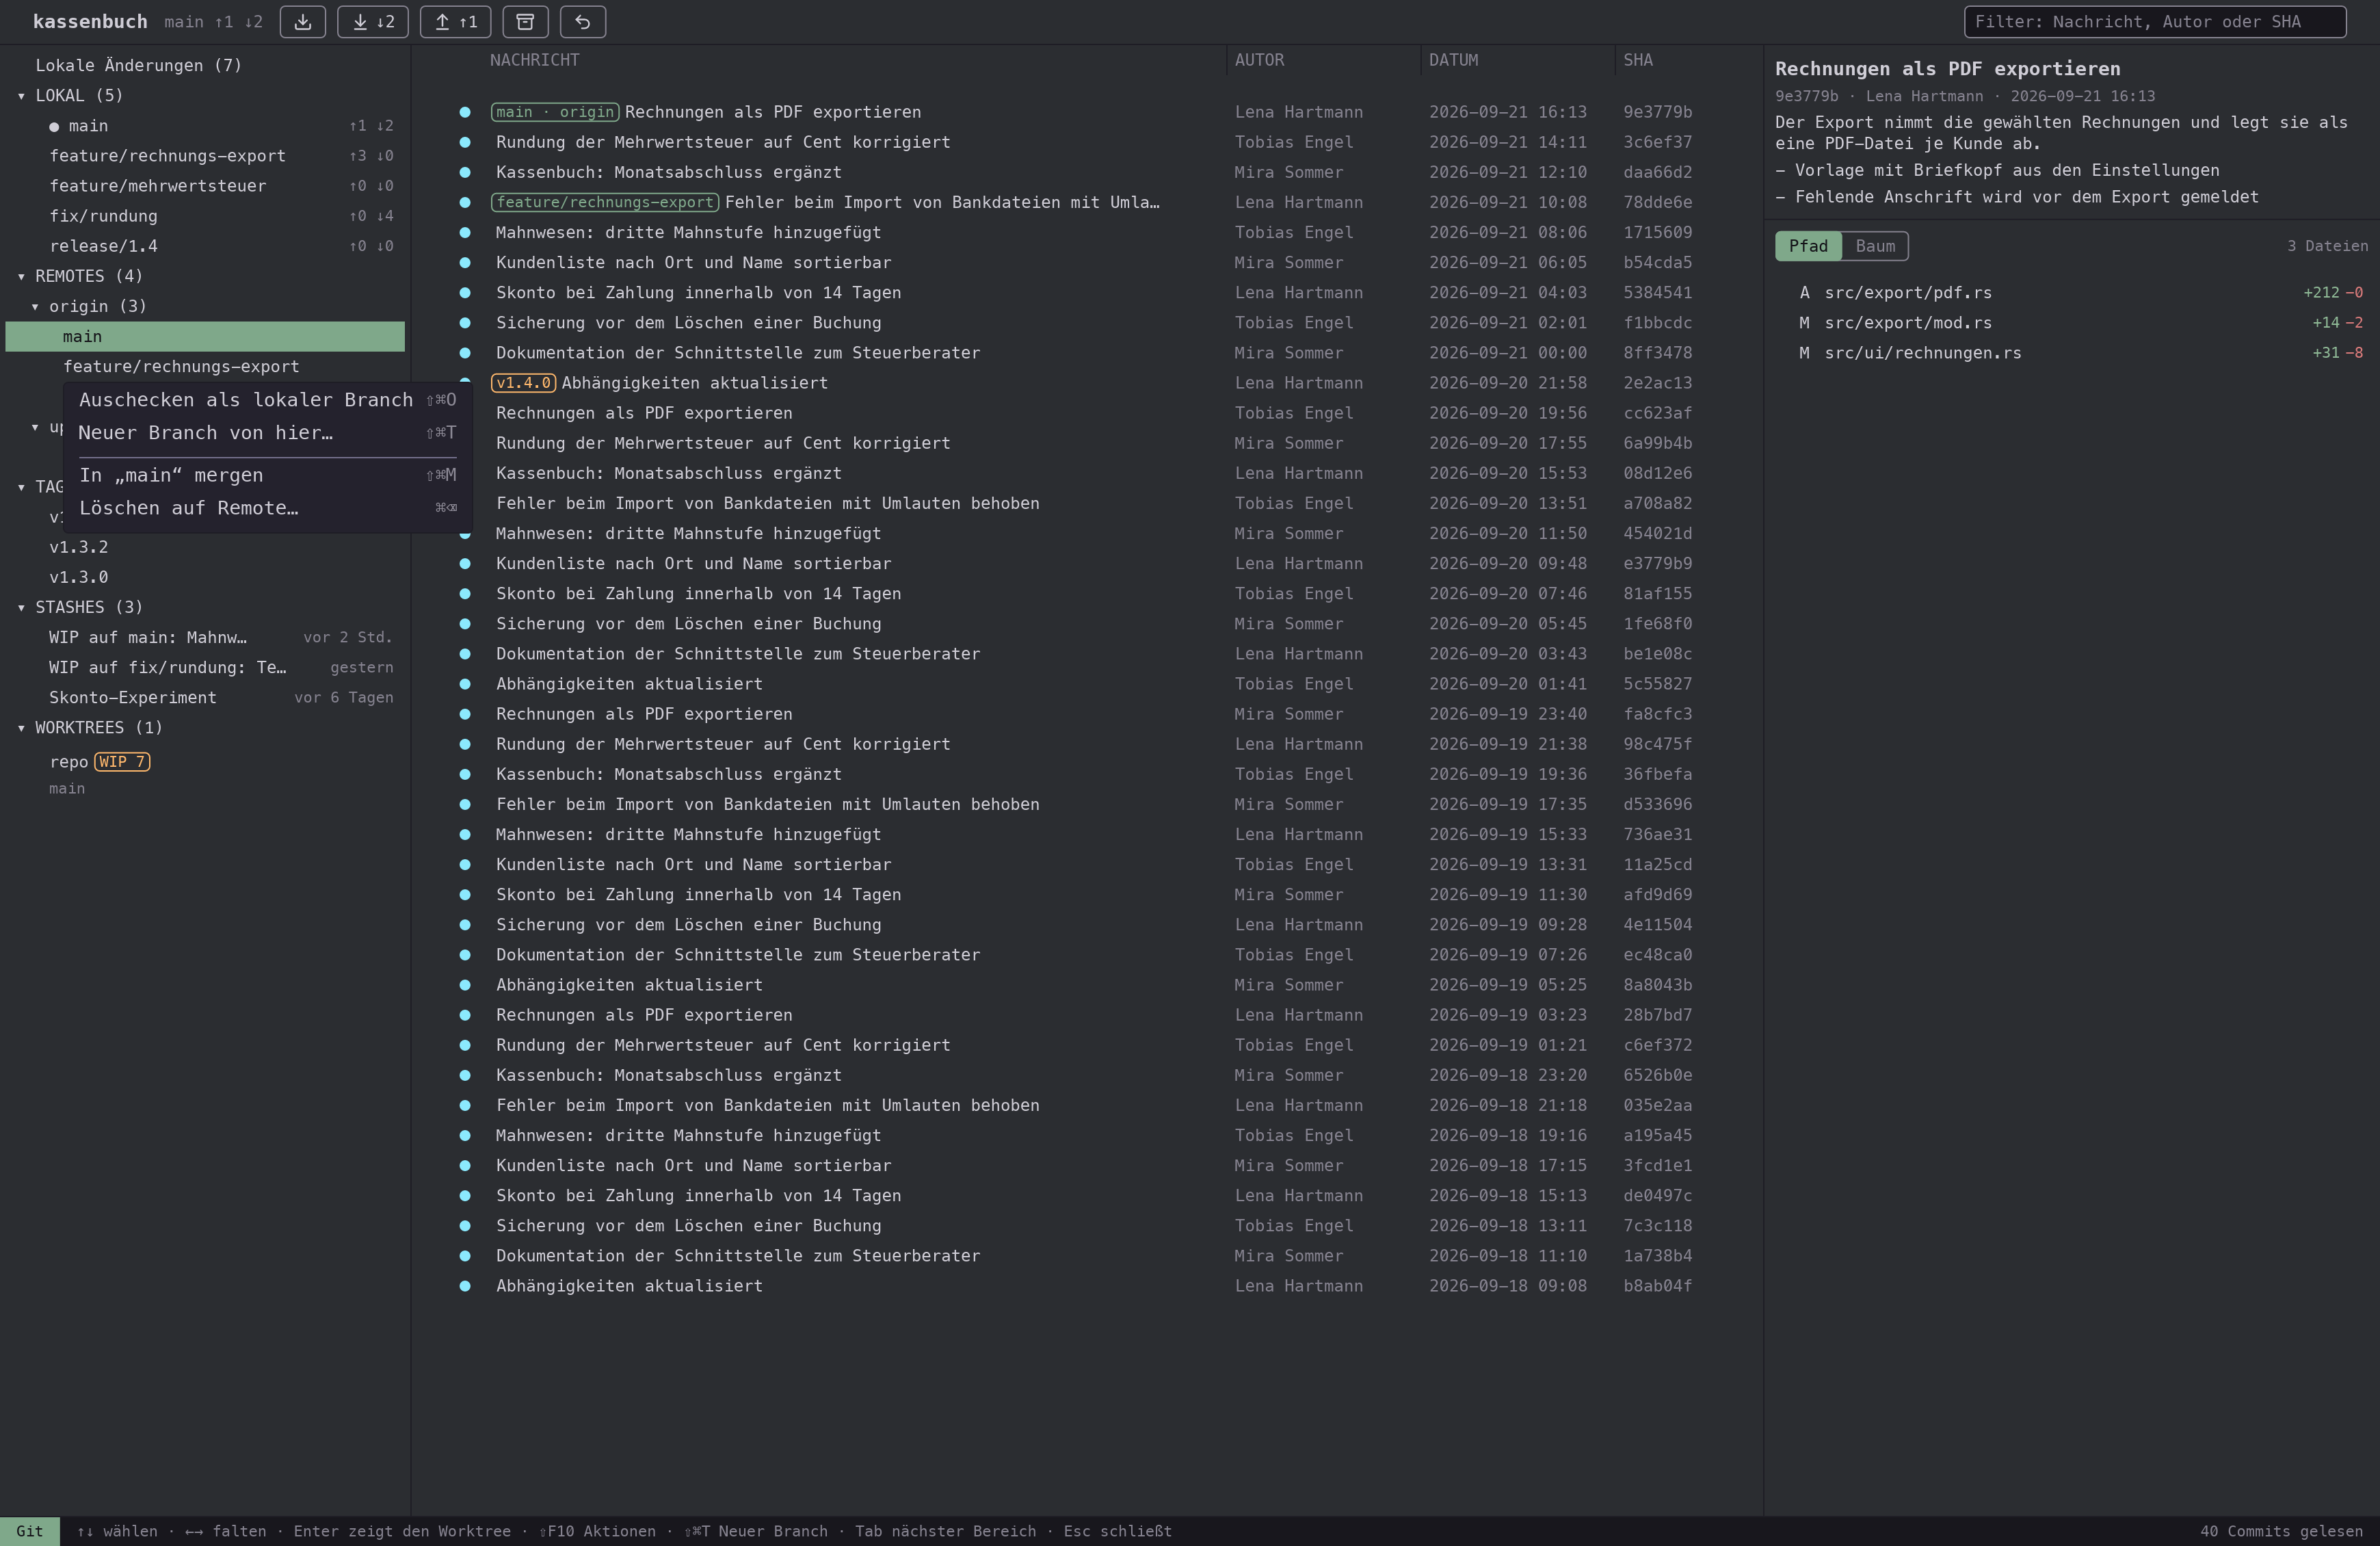 kassenbuch main ↑1 ↓2 ↓2 ↑1 Filter: Nachricht, Autor oder SHA
Lokale Änderungen (7)
▾ LOKAL (5)
● main ↑1 ↓2
feature/rechnungs-export ↑3 ↓0
feature/mehrwertsteuer ↑0 ↓0
fix/rundung ↑0 ↓4
release/1.4 ↑0 ↓0
▾ REMOTES (4)
▾ origin (3)
main
feature/rechnungs-export
▾ up
▾ TAG
v1
v1.3.2
v1.3.0
▾ STASHES (3)
WIP auf main: Mahnw… vor 2 Std.
WIP auf fix/rundung: Te… gestern
Skonto-Experiment vor 6 Tagen
▾ WORKTREES (1)
repo WIP 7
main
Auschecken als lokaler Branch ⇧⌘O
Neuer Branch von hier… ⇧⌘T
In „main“ mergen ⇧⌘M
Löschen auf Remote… ⌘⌫
NACHRICHT AUTOR DATUM SHA
main · origin Rechnungen als PDF exportieren Lena Hartmann 2026-09-21 16:13 9e3779b
Rundung der Mehrwertsteuer auf Cent korrigiert Tobias Engel 2026-09-21 14:11 3c6ef37
Kassenbuch: Monatsabschluss ergänzt Mira Sommer 2026-09-21 12:10 daa66d2
feature/rechnungs-export Fehler beim Import von Bankdateien mit Umla… Lena Hartmann 2026-09-21 10:08 78dde6e
Mahnwesen: dritte Mahnstufe hinzugefügt Tobias Engel 2026-09-21 08:06 1715609
Kundenliste nach Ort und Name sortierbar Mira Sommer 2026-09-21 06:05 b54cda5
Skonto bei Zahlung innerhalb von 14 Tagen Lena Hartmann 2026-09-21 04:03 5384541
Sicherung vor dem Löschen einer Buchung Tobias Engel 2026-09-21 02:01 f1bbcdc
Dokumentation der Schnittstelle zum Steuerberater Mira Sommer 2026-09-21 00:00 8ff3478
v1.4.0 Abhängigkeiten aktualisiert Lena Hartmann 2026-09-20 21:58 2e2ac13
Rechnungen als PDF exportieren Tobias Engel 2026-09-20 19:56 cc623af
Rundung der Mehrwertsteuer auf Cent korrigiert Mira Sommer 2026-09-20 17:55 6a99b4b
Kassenbuch: Monatsabschluss ergänzt Lena Hartmann 2026-09-20 15:53 08d12e6
Fehler beim Import von Bankdateien mit Umlauten behoben Tobias Engel 2026-09-20 13:51 a708a82
Mahnwesen: dritte Mahnstufe hinzugefügt Mira Sommer 2026-09-20 11:50 454021d
Kundenliste nach Ort und Name sortierbar Lena Hartmann 2026-09-20 09:48 e3779b9
Skonto bei Zahlung innerhalb von 14 Tagen Tobias Engel 2026-09-20 07:46 81af155
Sicherung vor dem Löschen einer Buchung Mira Sommer 2026-09-20 05:45 1fe68f0
Dokumentation der Schnittstelle zum Steuerberater Lena Hartmann 2026-09-20 03:43 be1e08c
Abhängigkeiten aktualisiert Tobias Engel 2026-09-20 01:41 5c55827
Rechnungen als PDF exportieren Mira Sommer 2026-09-19 23:40 fa8cfc3
Rundung der Mehrwertsteuer auf Cent korrigiert Lena Hartmann 2026-09-19 21:38 98c475f
Kassenbuch: Monatsabschluss ergänzt Tobias Engel 2026-09-19 19:36 36fbefa
Fehler beim Import von Bankdateien mit Umlauten behoben Mira Sommer 2026-09-19 17:35 d533696
Mahnwesen: dritte Mahnstufe hinzugefügt Lena Hartmann 2026-09-19 15:33 736ae31
Kundenliste nach Ort und Name sortierbar Tobias Engel 2026-09-19 13:31 11a25cd
Skonto bei Zahlung innerhalb von 14 Tagen Mira Sommer 2026-09-19 11:30 afd9d69
Sicherung vor dem Löschen einer Buchung Lena Hartmann 2026-09-19 09:28 4e11504
Dokumentation der Schnittstelle zum Steuerberater Tobias Engel 2026-09-19 07:26 ec48ca0
Abhängigkeiten aktualisiert Mira Sommer 2026-09-19 05:25 8a8043b
Rechnungen als PDF exportieren Lena Hartmann 2026-09-19 03:23 28b7bd7
Rundung der Mehrwertsteuer auf Cent korrigiert Tobias Engel 2026-09-19 01:21 c6ef372
Kassenbuch: Monatsabschluss ergänzt Mira Sommer 2026-09-18 23:20 6526b0e
Fehler beim Import von Bankdateien mit Umlauten behoben Lena Hartmann 2026-09-18 21:18 035e2aa
Mahnwesen: dritte Mahnstufe hinzugefügt Tobias Engel 2026-09-18 19:16 a195a45
Kundenliste nach Ort und Name sortierbar Mira Sommer 2026-09-18 17:15 3fcd1e1
Skonto bei Zahlung innerhalb von 14 Tagen Lena Hartmann 2026-09-18 15:13 de0497c
Sicherung vor dem Löschen einer Buchung Tobias Engel 2026-09-18 13:11 7c3c118
Dokumentation der Schnittstelle zum Steuerberater Mira Sommer 2026-09-18 11:10 1a738b4
Abhängigkeiten aktualisiert Lena Hartmann 2026-09-18 09:08 b8ab04f
Rechnungen als PDF exportieren
9e3779b · Lena Hartmann · 2026-09-21 16:13
Der Export nimmt die gewählten Rechnungen und legt sie als
eine PDF-Datei je Kunde ab.
- Vorlage mit Briefkopf aus den Einstellungen
- Fehlende Anschrift wird vor dem Export gemeldet
Pfad Baum 3 Dateien
A src/export/pdf.rs +212 -0
M src/export/mod.rs +14 -2
M src/ui/rechnungen.rs +31 -8
Git ↑↓ wählen · ←→ falten · Enter zeigt den Worktree · ⇧F10 Aktionen · ⇧⌘T Neuer Branch · Tab nächster Bereich · Esc schließt 40 Commits gelesen